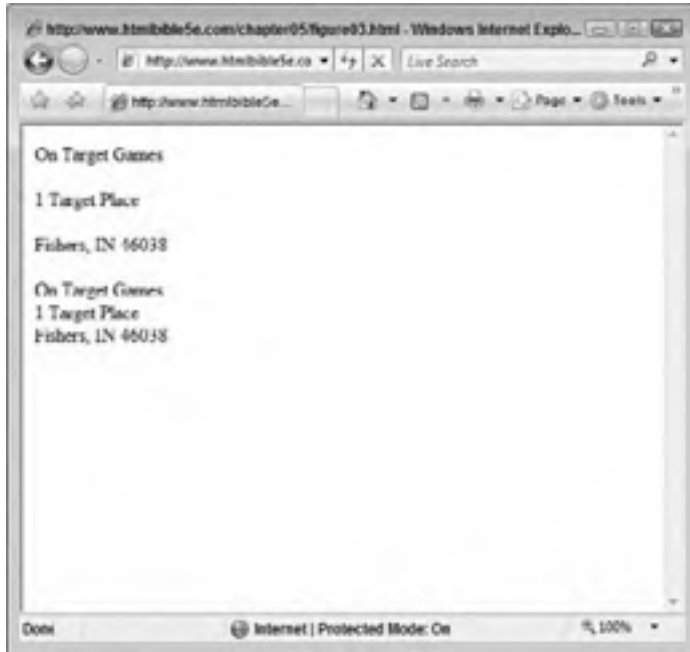 http://www.htmlbible5e.com/chapter05/figure03.html - Windows Internet Explo...
http://www.htmlbible5e.co Live Search
http://www.htmlbible5e... Page Tools
On Target Games
1 Target Place
Fishers, IN 46038
On Target Games
1 Target Place
Fishers, IN 46038
Done Internet | Protected Mode: On 100%